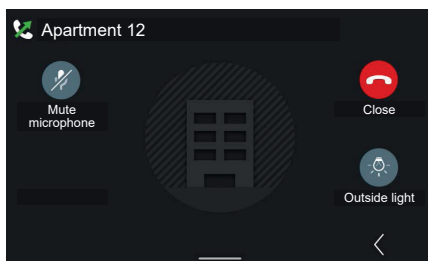 Apartment 12
Mute
microphone
Close
Outside light